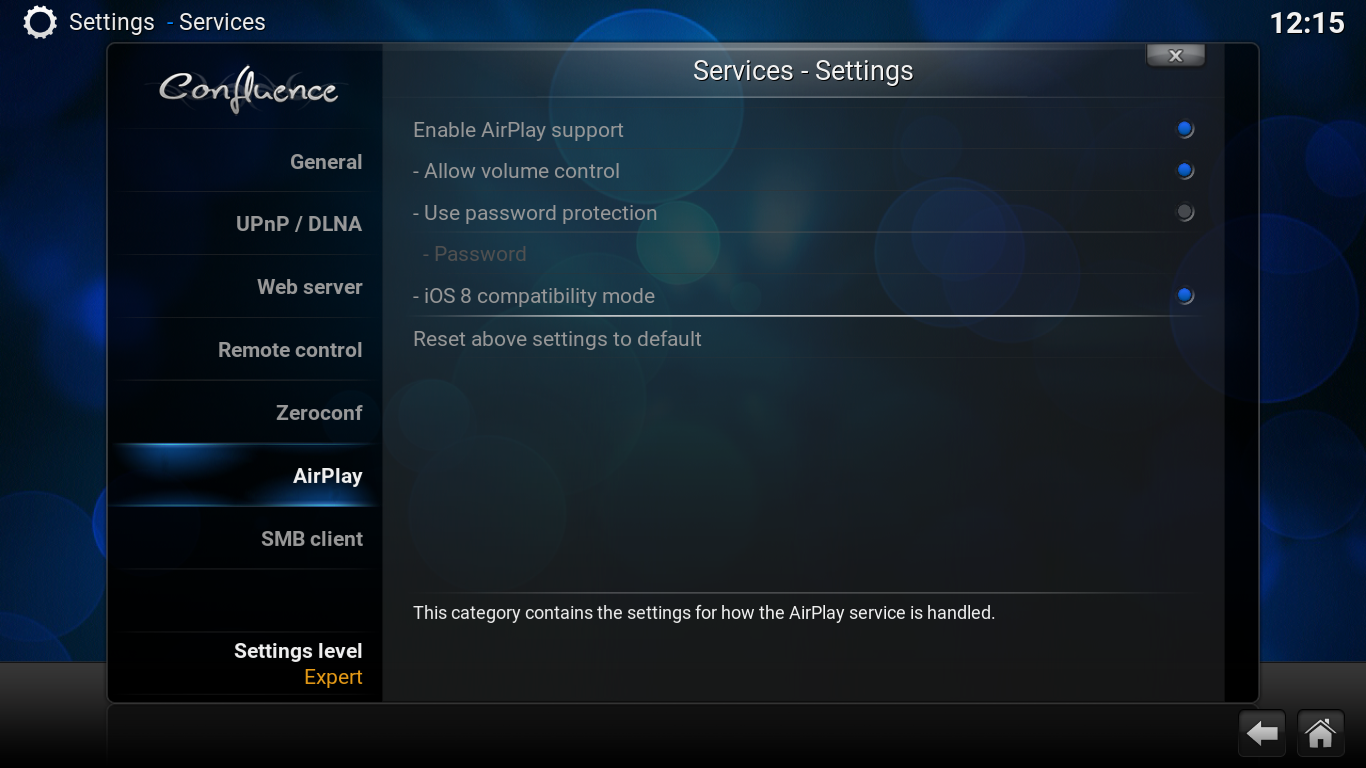 Settings - Services
12:15
Confluence
Services - Settings
x
General
UPnP / DLNA
Web server
Remote control
Zeroconf
AirPlay
SMB client
Settings level
Expert
Enable AirPlay support
- Allow volume control
- Use password protection
- Password
- iOS 8 compatibility mode
Reset above settings to default
This category contains the settings for how the AirPlay service is handled.